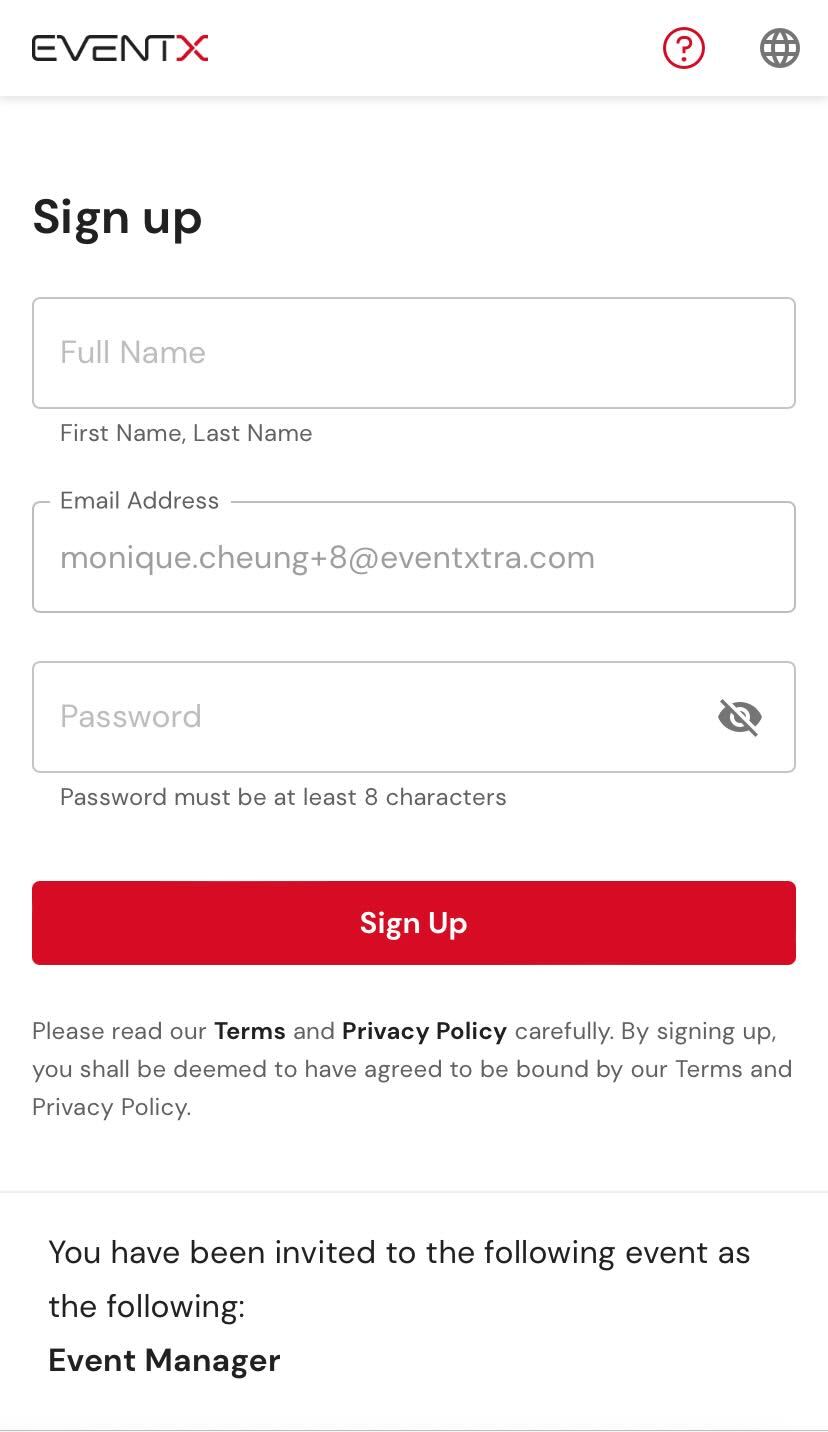 EVENTX
Sign up
Full Name
First Name, Last Name
Email Address
monique.cheung+8@eventxtra.com
Password
Password must be at least 8 characters
Sign Up
Please read our Terms and Privacy Policy carefully. By signing up,
you shall be deemed to have agreed to be bound by our Terms and
Privacy Policy.
You have been invited to the following event as
the following:
Event Manager